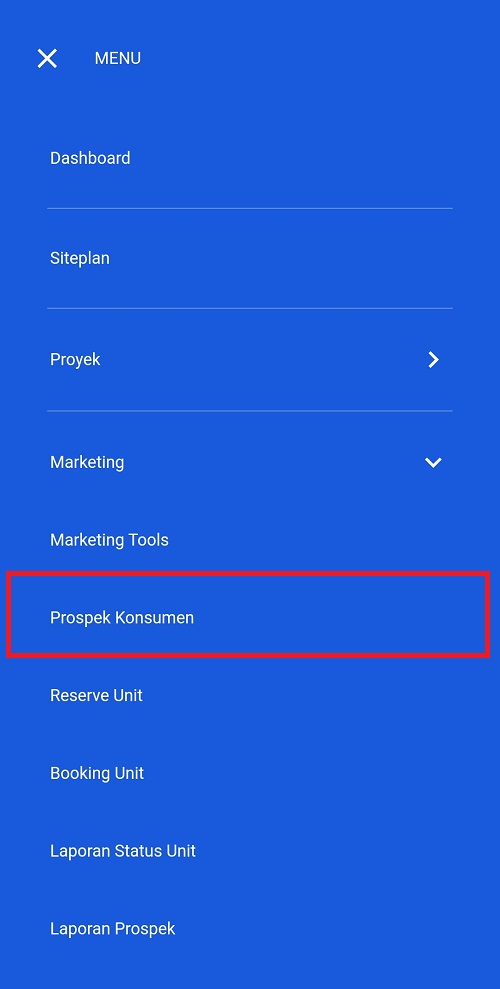 MENU
Dashboard
Siteplan
Proyek
Marketing
Marketing Tools
Prospek Konsumen
Reserve Unit
Booking Unit
Laporan Status Unit
Laporan Prospek